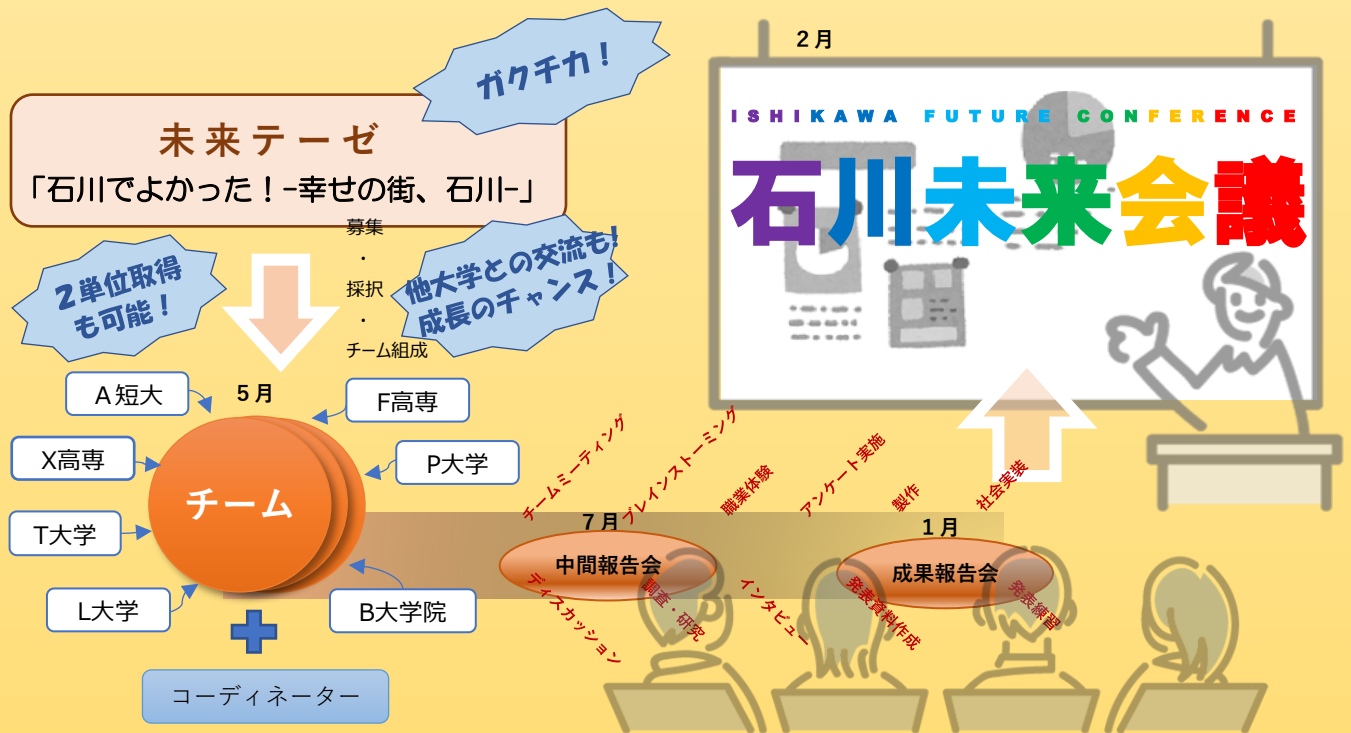 ガクチカ！
未来テーゼ
「石川でよかった！−幸せの街、石川−」
募集
・
採択
・
チーム組成
２単位取得
も可能！
他大学との交流も!
成長のチャンス！
２月
ISHIKAWA FUTURE CONFERENCE
石川未来会議
５月
Ａ短大
F高専
X高専
P大学
T大学
L大学
B大学院
チーム
コーディネーター
チームミーティング
ブレインストーミング
職業体験
アンケート実施
製作
社会実装
７月
中間報告会
１月
成果報告会
ディスカッション
調査・研究
インタビュー
発表資料作成
発表練習